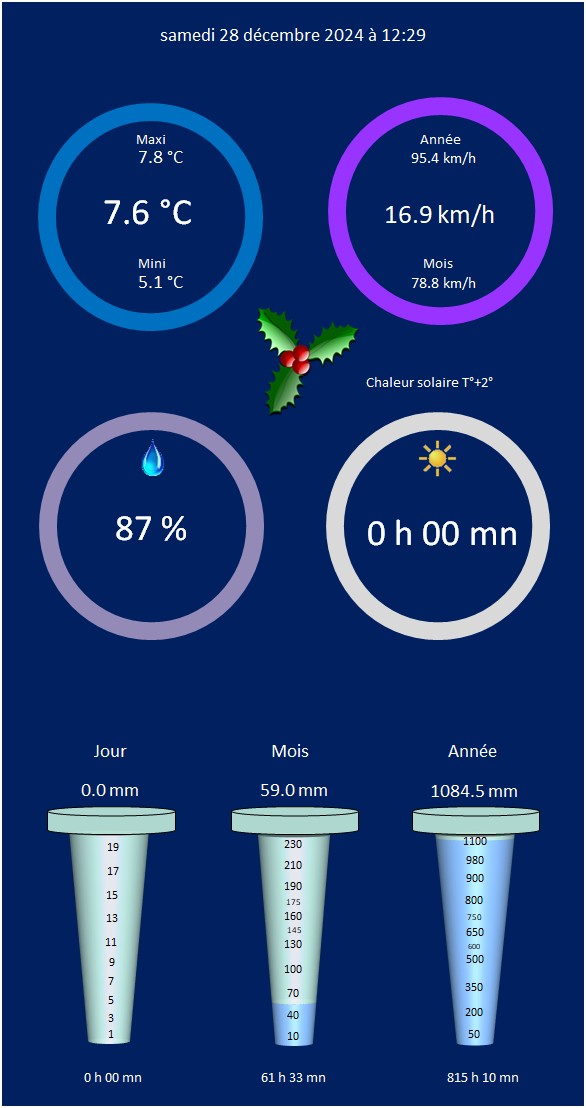 samedi 28 décembre 2024 à 12:29
Maxi
7.8 °C
7.6 °C
Mini
5.1 °C
Année
95.4 km/h
16.9 km/h
Mois
78.8 km/h
Chaleur solaire T°+2°
87 %
0 h 00 mn
Jour
0.0 mm
19
17
15
13
11
9
7
5
3
1
0 h 00 mn
Mois
59.0 mm
230
210
190
175
160
145
130
100
70
40
10
61 h 33 mn
Année
1084.5 mm
1100
980
900
800
750
650
600
500
350
200
50
815 h 10 mn